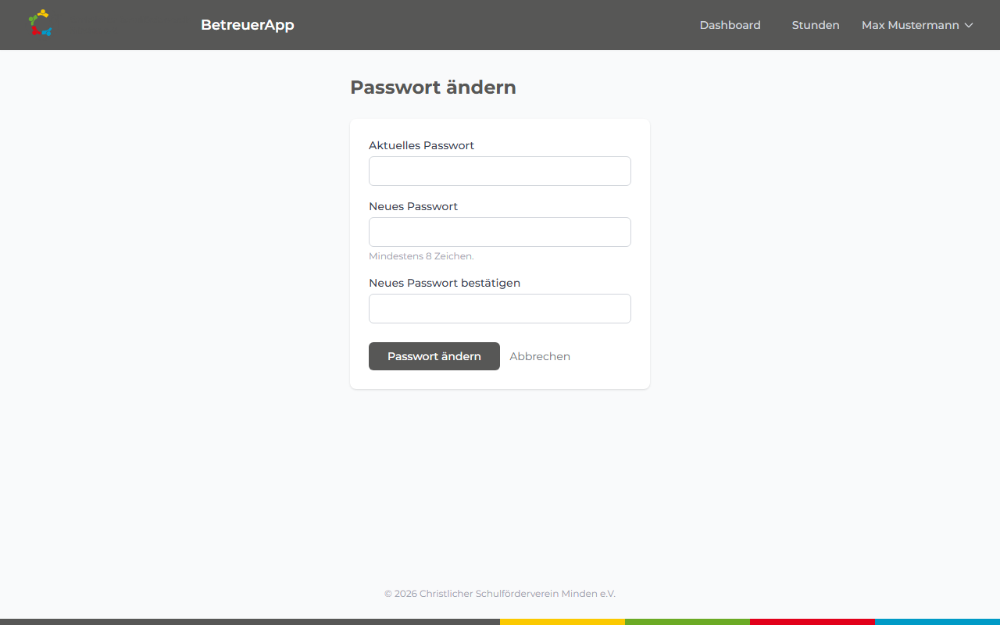 BetreuerApp Dashboard Stunden Max Mustermann
Passwort ändern
Aktuelles Passwort
Neues Passwort
Mindestens 8 Zeichen.
Neues Passwort bestätigen
Passwort ändern Abbrechen
© 2026 Christlicher Schulförderverein Minden e.V.